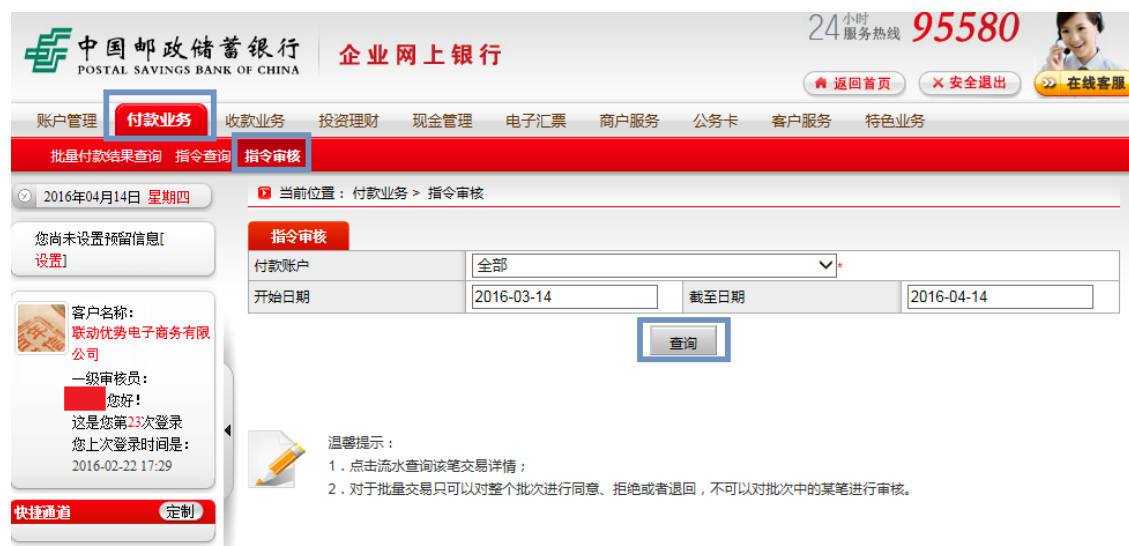 中国邮政储蓄银行
POSTAL SAVINGS BANK OF CHINA
企业网上银行
24小时服务热线 95580
返回首页 安全退出 在线客服
账户管理 付款业务 收款业务 投资理财 现金管理 电子汇票 商户服务 公务卡 客户服务 特色业务
批量付款结果查询 指令查询 指令审核
2016年04月14日 星期四
您尚未设置预留信息[
设置]
客户名称：
联动优势电子商务有限
公司
一级审核员：
您好！
这是您第23次登录
您上次登录时间是：
2016-02-22 17:29
快捷通道 定制
当前位置：付款业务 > 指令审核
指令审核
付款账户 全部 *
开始日期 2016-03-14 截至日期 2016-04-14
查询
温馨提示：
1．点击流水查询该笔交易详情；
2．对于批量交易只可以对整个批次进行同意、拒绝或者退回，不可以对批次中的某笔进行审核。